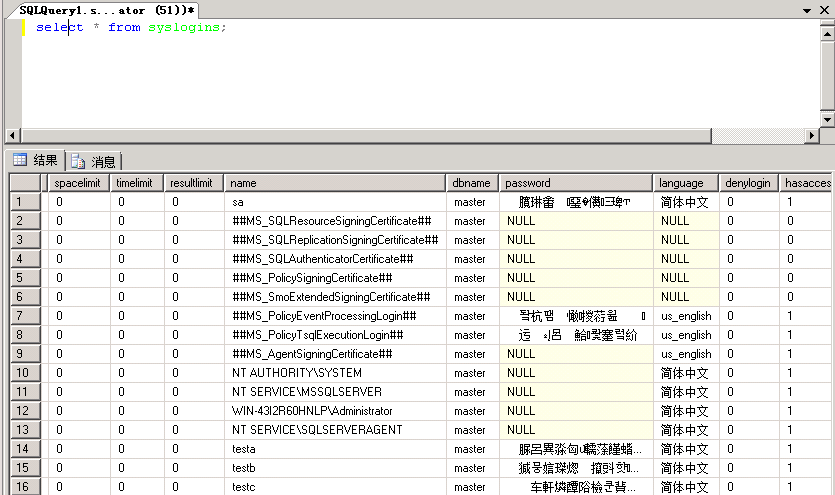 SQLQuery1.s...ator (51))*
select * from syslogins;
结果 消息
spacelimit timelimit resultlimit name dbname password language denylogin hasacces
1 0 0 0 sa master 简体中文 0 1
2 0 0 0 ##MS_SQLResourceSigningCertificate## master NULL NULL 0 0
3 0 0 0 ##MS_SQLReplicationSigningCertificate## master NULL NULL 0 0
4 0 0 0 ##MS_SQLAuthenticatorCertificate## master NULL NULL 0 0
5 0 0 0 ##MS_PolicySigningCertificate## master NULL NULL 0 0
6 0 0 0 ##MS_SmoExtendedSigningCertificate## master NULL NULL 0 0
7 0 0 0 ##MS_PolicyEventProcessingLogin## master us_english 0 1
8 0 0 0 ##MS_PolicyTsqlExecutionLogin## master us_english 0 1
9 0 0 0 ##MS_AgentSigningCertificate## master NULL us_english 0 1
10 0 0 0 NT AUTHORITY\SYSTEM master NULL 简体中文 0 1
11 0 0 0 NT SERVICE\MSSQLSERVER master NULL 简体中文 0 1
12 0 0 0 WIN-43I2R60HNLP\Administrator master NULL 简体中文 0 1
13 0 0 0 NT SERVICE\SQLSERVERAGENT master NULL 简体中文 0 1
14 0 0 0 testa master 简体中文 0 1
15 0 0 0 testb master 简体中文 0 1
16 0 0 0 testc master 简体中文 0 1